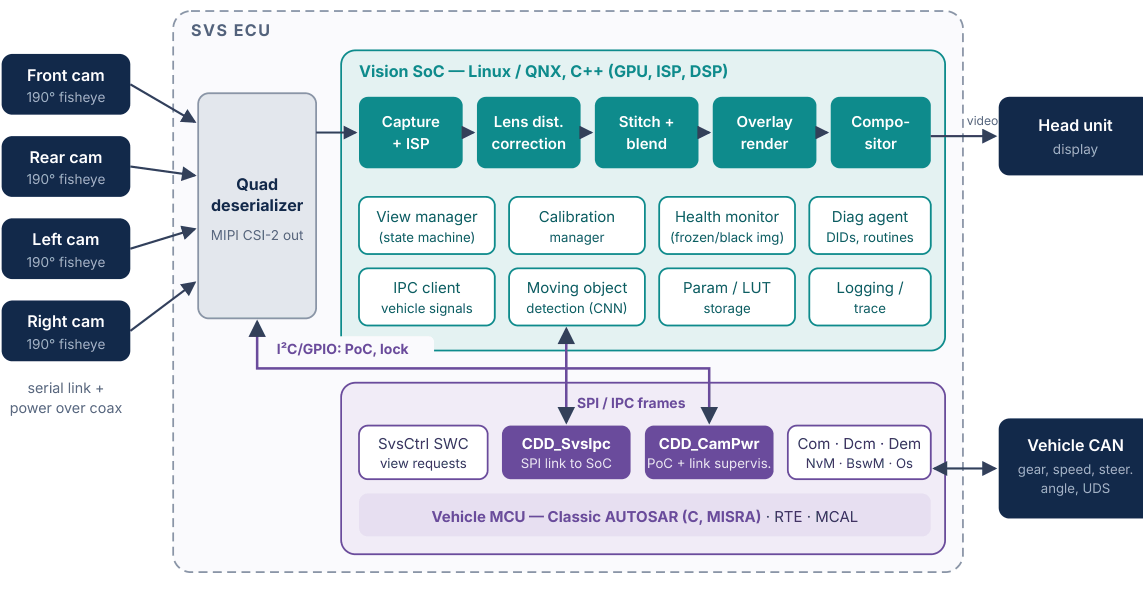 SVS ECU
Front cam
190° fisheye
Rear cam
190° fisheye
Left cam
190° fisheye
Right cam
190° fisheye
serial link +
power over coax
Quad
deserializer
MIPI CSI-2 out
Vision SoC — Linux / QNX, C++ (GPU, ISP, DSP)
Capture
+ ISP
Lens dist.
correction
Stitch +
blend
Overlay
render
Compo-
sitor
video
Head unit
display
View manager
(state machine)
Calibration
manager
Health monitor
(frozen/black img)
Diag agent
DIDs, routines
IPC client
vehicle signals
Moving object
detection (CNN)
Param / LUT
storage
Logging /
trace
I²C/GPIO: PoC, lock
SPI / IPC frames
SvsCtrl SWC
view requests
CDD_SvsIpc
SPI link to SoC
CDD_CamPwr
PoC + link supervis.
Com · Dcm · Dem
NvM · BswM · Os
Vehicle CAN
gear, speed, steer.
angle, UDS
Vehicle MCU — Classic AUTOSAR (C, MISRA) · RTE · MCAL